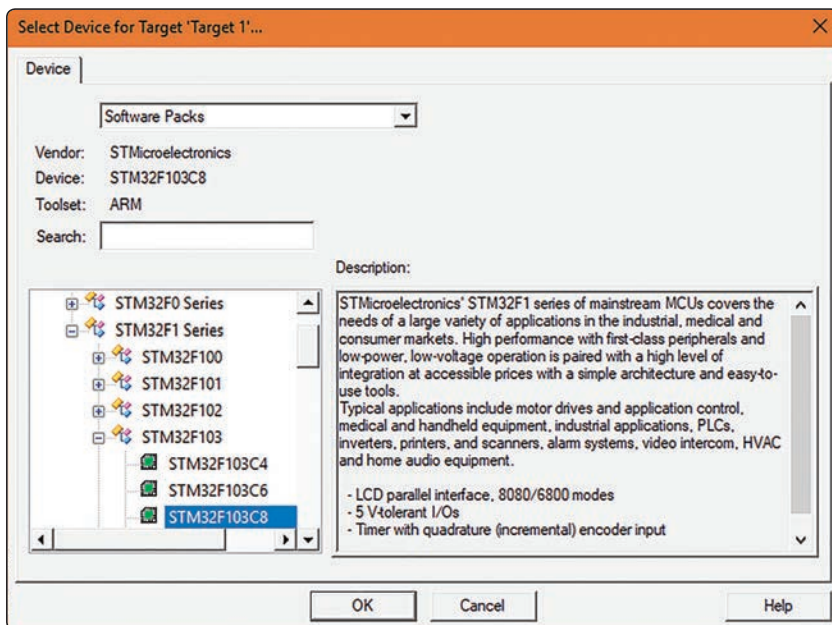 Select Device for Target 'Target 1'...
Device
Software Packs
Vendor: STMicroelectronics
Device: STM32F103C8
Toolset: ARM
Search:
STM32F0 Series
STM32F1 Series
STM32F100
STM32F101
STM32F102
STM32F103
STM32F103C4
STM32F103C6
STM32F103C8
Description:
STMicroelectronics' STM32F1 series of mainstream MCUs covers the
needs of a large variety of applications in the industrial, medical and
consumer markets. High performance with first-class peripherals and
low-power, low-voltage operation is paired with a high level of
integration at accessible prices with a simple architecture and easy-to-
use tools.
Typical applications include motor drives and application control,
medical and handheld equipment, industrial applications, PLCs,
inverters, printers, and scanners, alarm systems, video intercom, HVAC
and home audio equipment.
- LCD parallel interface, 8080/6800 modes
- 5 V-tolerant I/Os
- Timer with quadrature (incremental) encoder input
OK
Cancel
Help